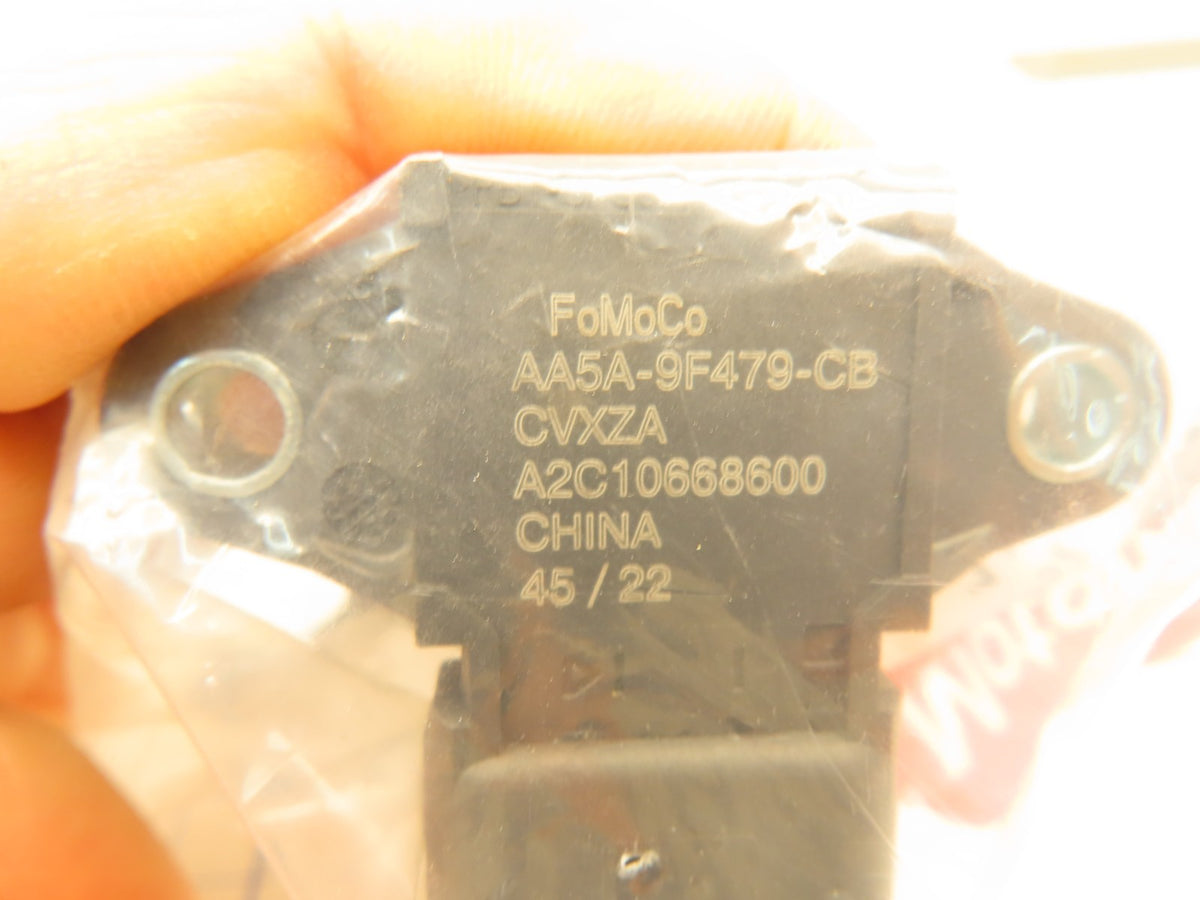 FoMoCo
AA5A-9F479-CB
CVXZA
A2C10668600
CHINA
45 / 22